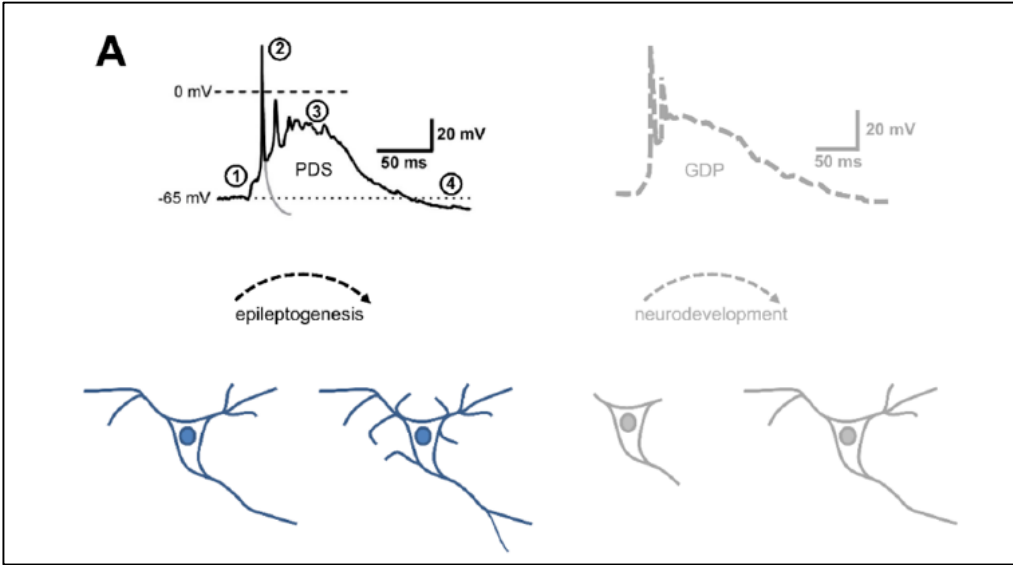 A
②
0 mV
③
20 mV
50 ms
①
PDS
④
-65 mV
20 mV
50 ms
GDP
epileptogenesis
neurodevelopment